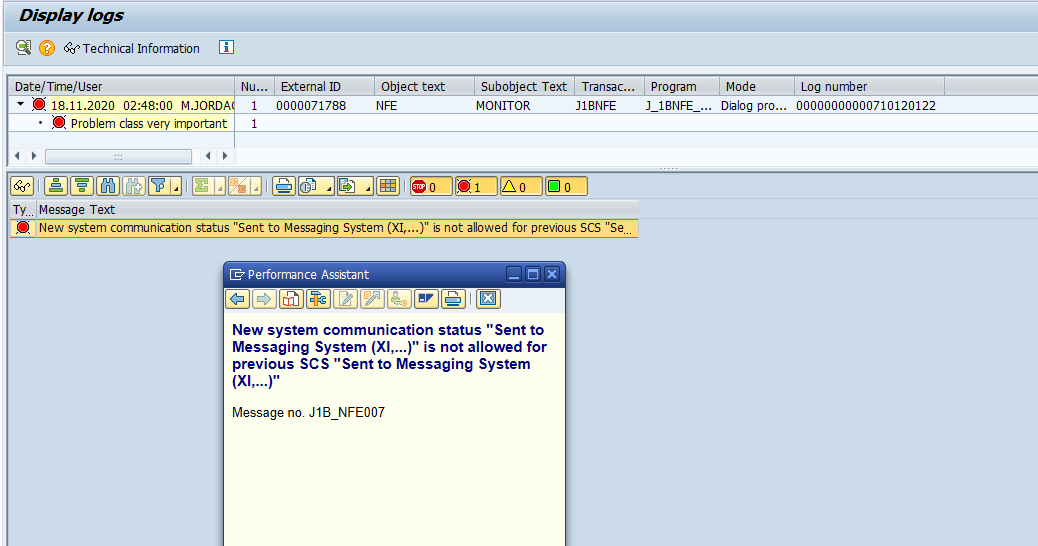 Display logs
Technical Information
Date/Time/User Nu... External ID Object text Subobject Text Transac... Program Mode Log number
18.11.2020 02:48:00 M.JORDAO 1 0000071788 NFE MONITOR J1BNFE J_1BNFE_... Dialog pro... 00000000000710120122
Problem class very important 1
STOP 0 1 0 0
Ty... Message Text
New system communication status "Sent to Messaging System (XI,...)" is not allowed for previous SCS "Se...
Performance Assistant
New system communication status "Sent to
Messaging System (XI,...)" is not allowed for
previous SCS "Sent to Messaging System
(XI,...)"
Message no. J1B_NFE007